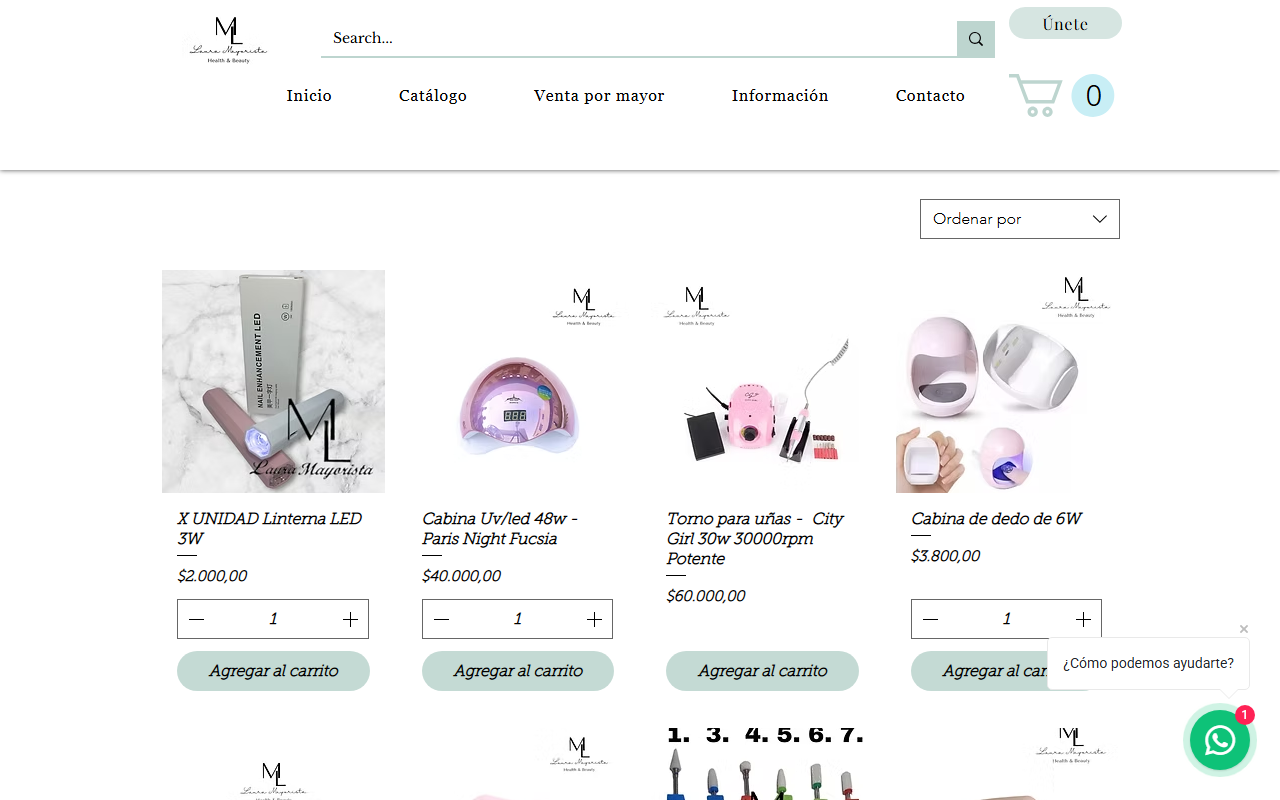 ML
Laura Mayorista
Health & Beauty
Search...
Únete
Inicio
Catálogo
Venta por mayor
Información
Contacto
0
Ordenar por
NAIL ENHANCEMENT LED
ML
Laura Mayorista
ML
Laura Mayorista
Health & Beauty
ML
Laura Mayorista
Health & Beauty
ML
Laura Mayorista
Health & Beauty
X UNIDAD Linterna LED
3W
$2.000,00
1
Agregar al carrito
Cabina Uv/led 48w -
Paris Night Fucsia
$40.000,00
1
Agregar al carrito
Torno para uñas - City
Girl 30w 30000rpm
Potente
$60.000,00
Agregar al carrito
Cabina de dedo de 6W
$3.800,00
1
Agregar al car
¿Cómo podemos ayudarte?
1
ML
Laura Mayorista
Health & Beauty
ML
Laura Mayorista
Health & Beauty
1. 3. 4. 5. 6. 7.
ML
Laura Mayorista
Health & Beauty